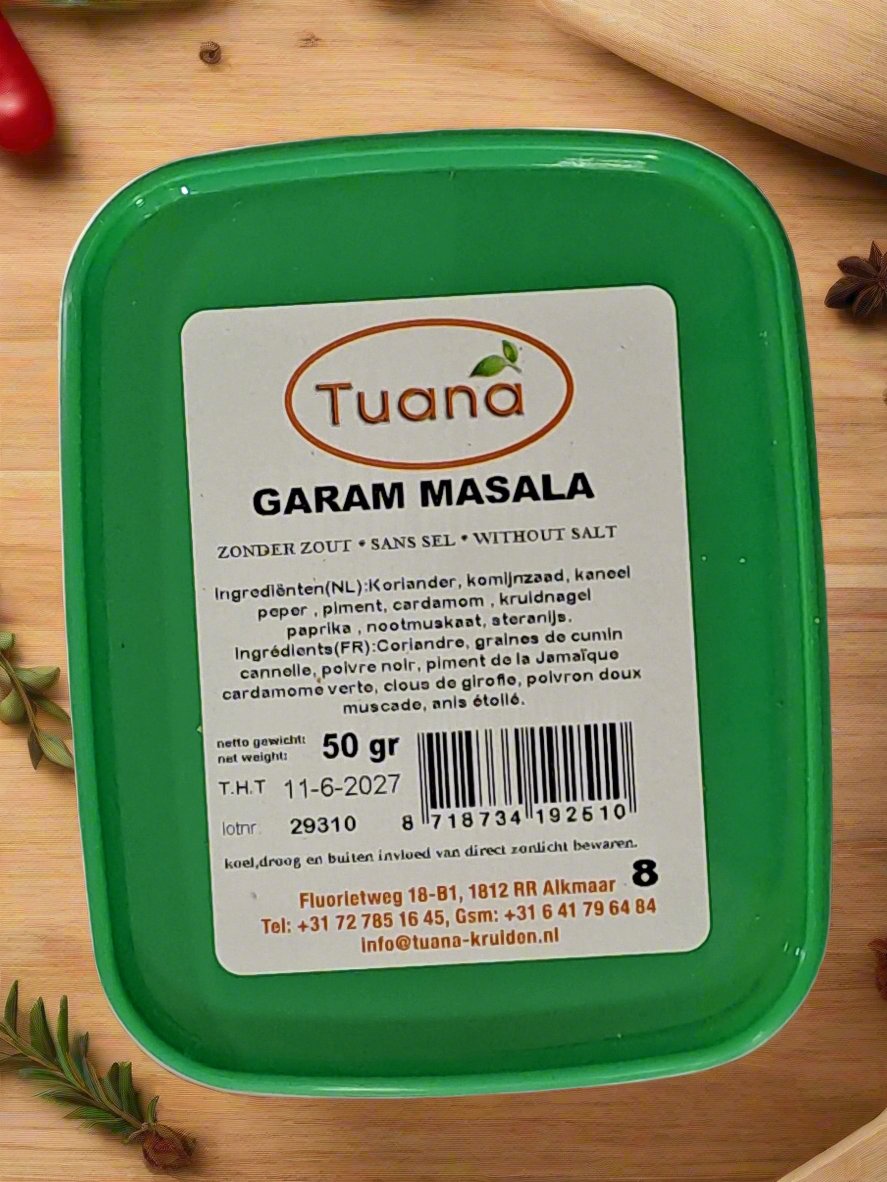 Tuana
GARAM MASALA
ZONDER ZOUT • SANS SEL • WITHOUT SALT
Ingrediënten(NL):Koriander, komijnzaad, kaneel
peper , piment, cardamom , kruidnagel
paprika , nootmuskaat, steranijs.
Ingrédients(FR):Coriandre, graines de cumin
cannelle, poivre noir, piment de la Jamaïque
cardamome verte, clous de girofle, poivron doux
muscade, anis étoilé.
netto gewicht:
net weight:
50 gr
T.H.T 11-6-2027
lotnr: 29310
8 718734 192510
koel,droog en buiten invloed van direct zonlicht bewaren.
8
Fluorietweg 18-B1, 1812 RR Alkmaar
Tel: +31 72 785 16 45, Gsm: +31 6 41 79 64 84
info@tuana-kruiden.nl